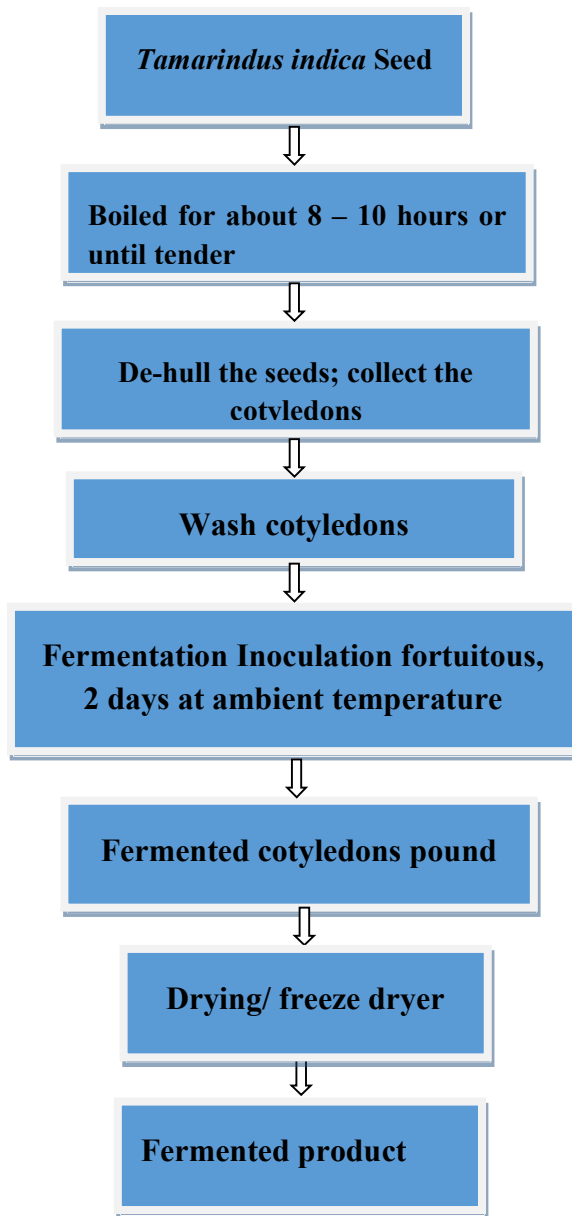 Tamarindus indica Seed
Boiled for about 8 – 10 hours or
until tender
De-hull the seeds; collect the
cotyledons
Wash cotyledons
Fermentation Inoculation fortuitous,
2 days at ambient temperature
Fermented cotyledons pound
Drying/ freeze dryer
Fermented product